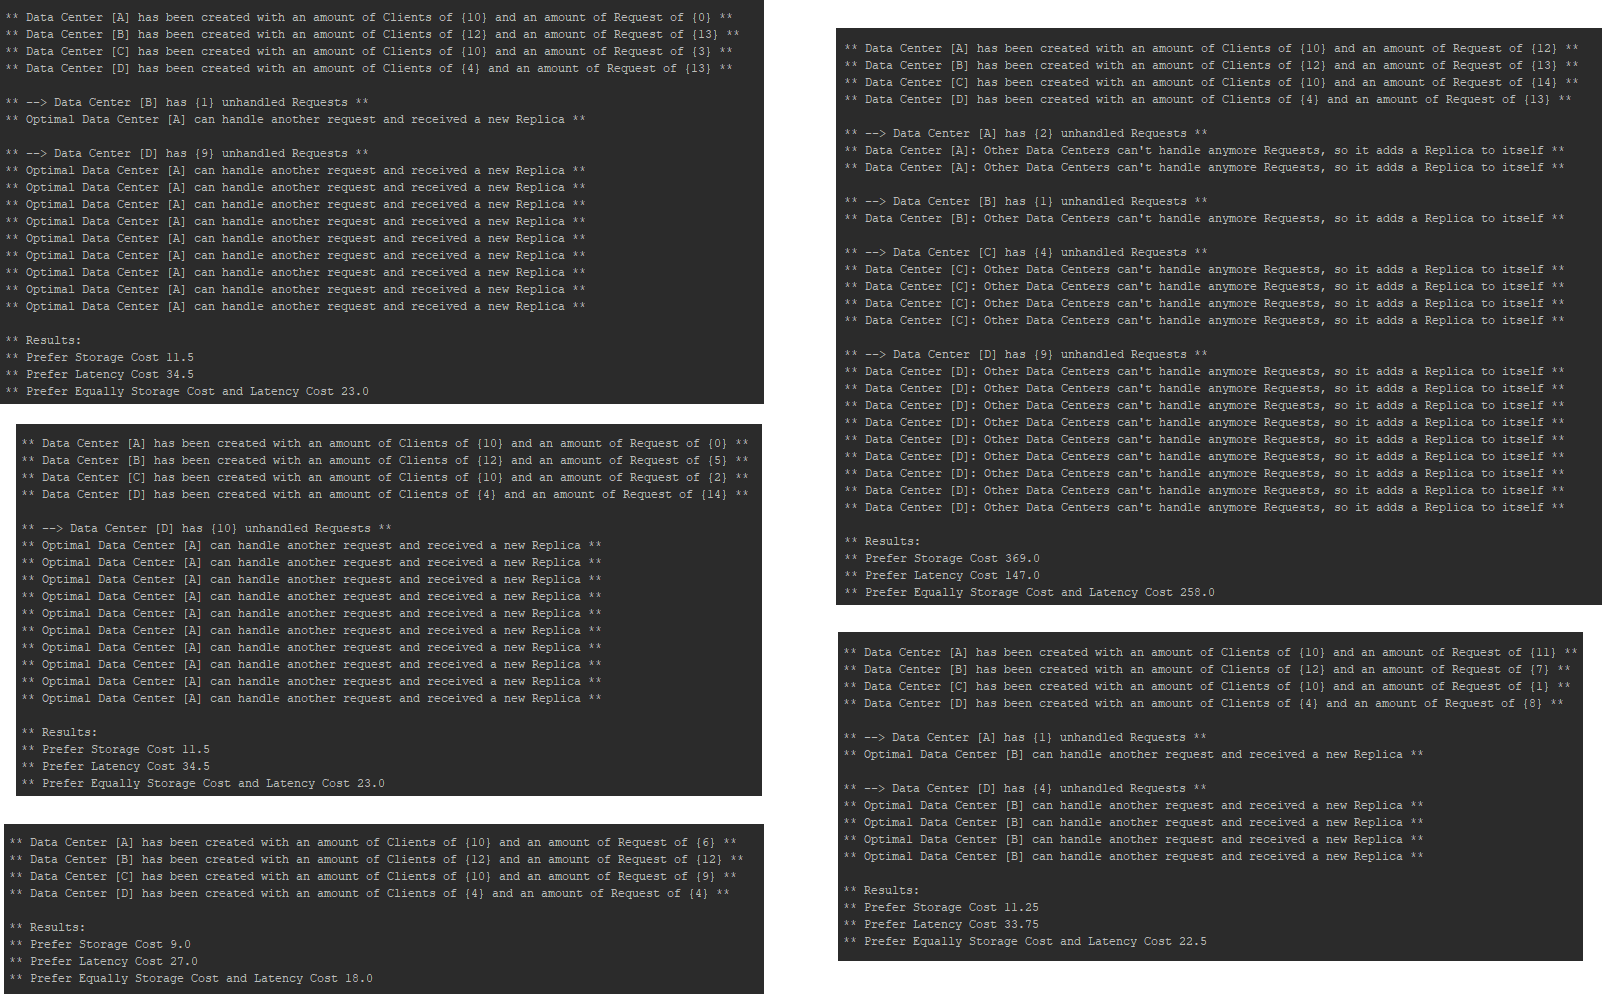 ** Data Center [A] has been created with an amount of Clients of {10} and an amount of Request of {0} **
** Data Center [B] has been created with an amount of Clients of {12} and an amount of Request of {13} **
** Data Center [C] has been created with an amount of Clients of {10} and an amount of Request of {3} **
** Data Center [D] has been created with an amount of Clients of {4} and an amount of Request of {13} **
** --> Data Center [B] has {1} unhandled Requests **
** Optimal Data Center [A] can handle another request and received a new Replica **
** --> Data Center [D] has {9} unhandled Requests **
** Optimal Data Center [A] can handle another request and received a new Replica **
** Optimal Data Center [A] can handle another request and received a new Replica **
** Optimal Data Center [A] can handle another request and received a new Replica **
** Optimal Data Center [A] can handle another request and received a new Replica **
** Optimal Data Center [A] can handle another request and received a new Replica **
** Optimal Data Center [A] can handle another request and received a new Replica **
** Optimal Data Center [A] can handle another request and received a new Replica **
** Optimal Data Center [A] can handle another request and received a new Replica **
** Optimal Data Center [A] can handle another request and received a new Replica **
** Results:
** Prefer Storage Cost 11.5
** Prefer Latency Cost 34.5
** Prefer Equally Storage Cost and Latency Cost 23.0
** Data Center [A] has been created with an amount of Clients of {10} and an amount of Request of {0} **
** Data Center [B] has been created with an amount of Clients of {12} and an amount of Request of {5} **
** Data Center [C] has been created with an amount of Clients of {10} and an amount of Request of {2} **
** Data Center [D] has been created with an amount of Clients of {4} and an amount of Request of {14} **
** --> Data Center [D] has {10} unhandled Requests **
** Optimal Data Center [A] can handle another request and received a new Replica **
** Optimal Data Center [A] can handle another request and received a new Replica **
** Optimal Data Center [A] can handle another request and received a new Replica **
** Optimal Data Center [A] can handle another request and received a new Replica **
** Optimal Data Center [A] can handle another request and received a new Replica **
** Optimal Data Center [A] can handle another request and received a new Replica **
** Optimal Data Center [A] can handle another request and received a new Replica **
** Optimal Data Center [A] can handle another request and received a new Replica **
** Optimal Data Center [A] can handle another request and received a new Replica **
** Optimal Data Center [A] can handle another request and received a new Replica **
** Results:
** Prefer Storage Cost 11.5
** Prefer Latency Cost 34.5
** Prefer Equally Storage Cost and Latency Cost 23.0
** Data Center [A] has been created with an amount of Clients of {10} and an amount of Request of {6} **
** Data Center [B] has been created with an amount of Clients of {12} and an amount of Request of {12} **
** Data Center [C] has been created with an amount of Clients of {10} and an amount of Request of {9} **
** Data Center [D] has been created with an amount of Clients of {4} and an amount of Request of {4} **
** Results:
** Prefer Storage Cost 9.0
** Prefer Latency Cost 27.0
** Prefer Equally Storage Cost and Latency Cost 18.0
** Data Center [A] has been created with an amount of Clients of {10} and an amount of Request of {12} **
** Data Center [B] has been created with an amount of Clients of {12} and an amount of Request of {13} **
** Data Center [C] has been created with an amount of Clients of {10} and an amount of Request of {14} **
** Data Center [D] has been created with an amount of Clients of {4} and an amount of Request of {13} **
** --> Data Center [A] has {2} unhandled Requests **
** Data Center [A]: Other Data Centers can't handle anymore Requests, so it adds a Replica to itself **
** Data Center [A]: Other Data Centers can't handle anymore Requests, so it adds a Replica to itself **
** --> Data Center [B] has {1} unhandled Requests **
** Data Center [B]: Other Data Centers can't handle anymore Requests, so it adds a Replica to itself **
** --> Data Center [C] has {4} unhandled Requests **
** Data Center [C]: Other Data Centers can't handle anymore Requests, so it adds a Replica to itself **
** Data Center [C]: Other Data Centers can't handle anymore Requests, so it adds a Replica to itself **
** Data Center [C]: Other Data Centers can't handle anymore Requests, so it adds a Replica to itself **
** Data Center [C]: Other Data Centers can't handle anymore Requests, so it adds a Replica to itself **
** --> Data Center [D] has {9} unhandled Requests **
** Data Center [D]: Other Data Centers can't handle anymore Requests, so it adds a Replica to itself **
** Data Center [D]: Other Data Centers can't handle anymore Requests, so it adds a Replica to itself **
** Data Center [D]: Other Data Centers can't handle anymore Requests, so it adds a Replica to itself **
** Data Center [D]: Other Data Centers can't handle anymore Requests, so it adds a Replica to itself **
** Data Center [D]: Other Data Centers can't handle anymore Requests, so it adds a Replica to itself **
** Data Center [D]: Other Data Centers can't handle anymore Requests, so it adds a Replica to itself **
** Data Center [D]: Other Data Centers can't handle anymore Requests, so it adds a Replica to itself **
** Data Center [D]: Other Data Centers can't handle anymore Requests, so it adds a Replica to itself **
** Data Center [D]: Other Data Centers can't handle anymore Requests, so it adds a Replica to itself **
** Results:
** Prefer Storage Cost 369.0
** Prefer Latency Cost 147.0
** Prefer Equally Storage Cost and Latency Cost 258.0
** Data Center [A] has been created with an amount of Clients of {10} and an amount of Request of {11} **
** Data Center [B] has been created with an amount of Clients of {12} and an amount of Request of {7} **
** Data Center [C] has been created with an amount of Clients of {10} and an amount of Request of {1} **
** Data Center [D] has been created with an amount of Clients of {4} and an amount of Request of {8} **
** --> Data Center [A] has {1} unhandled Requests **
** Optimal Data Center [B] can handle another request and received a new Replica **
** --> Data Center [D] has {4} unhandled Requests **
** Optimal Data Center [B] can handle another request and received a new Replica **
** Optimal Data Center [B] can handle another request and received a new Replica **
** Optimal Data Center [B] can handle another request and received a new Replica **
** Optimal Data Center [B] can handle another request and received a new Replica **
** Results:
** Prefer Storage Cost 11.25
** Prefer Latency Cost 33.75
** Prefer Equally Storage Cost and Latency Cost 22.5